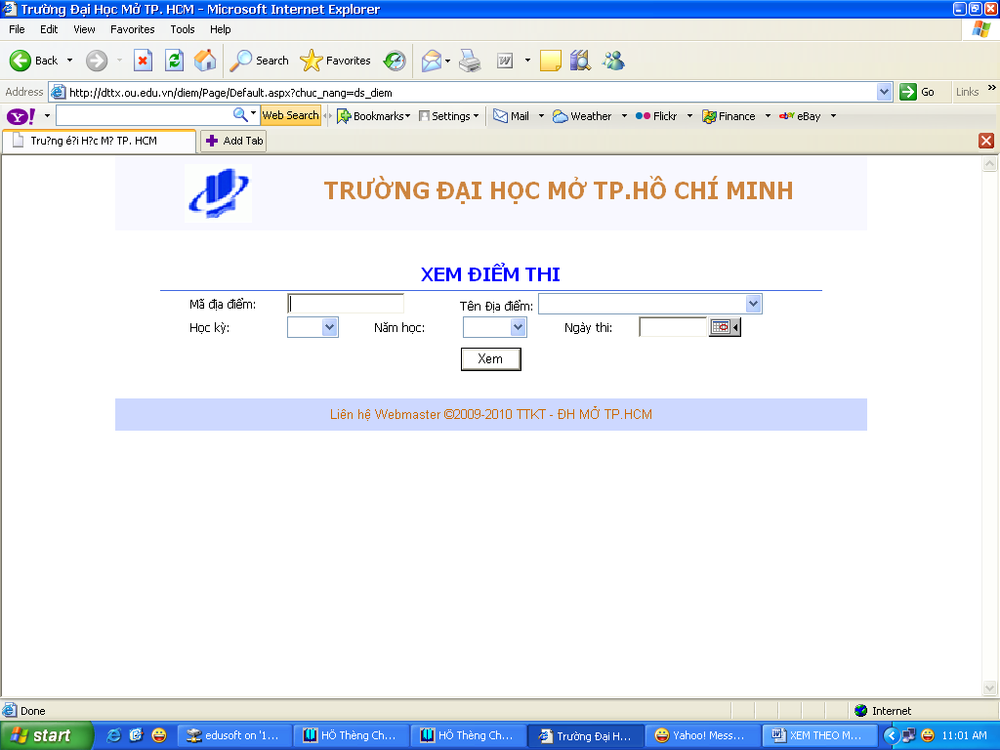 Trường Đại Học Mở TP. HCM - Microsoft Internet Explorer
File Edit View Favorites Tools Help
Back Search Favorites
Address http://dttx.ou.edu.vn/diem/Page/Default.aspx?chuc_nang=ds_diem Go Links »
Y! Web Search Bookmarks Settings Mail Weather Flickr Finance eBay
Tru?ng é?i H?c M? TP. HCM Add Tab
TRƯỜNG ĐẠI HỌC MỞ TP.HỒ CHÍ MINH
XEM ĐIỂM THI
Mã địa điểm: Tên Địa điểm:
Học kỳ: Năm học: Ngày thi:
Xem
Liên hệ Webmaster ©2009-2010 TTKT - ĐH MỞ TP.HCM
Done Internet
start edusoft on '1... HÖ Thèng Ch... HÖ Thèng Ch... Trường Đại H... Yahoo! Mess... XEM THEO M... 11:01 AM